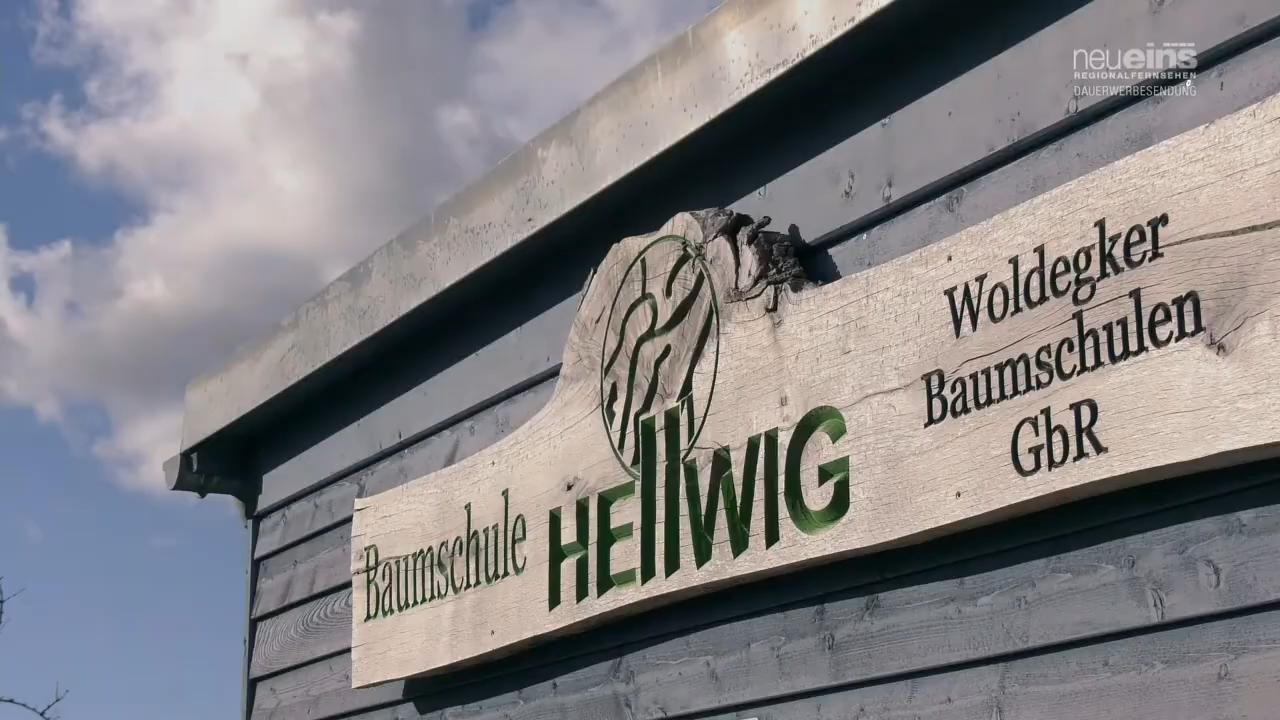 neueins
REGIONALFERNSEHEN
DAUERWERBESENDUNG
Baumschule HEllWIG
Woldegker
Baumschulen
GbR